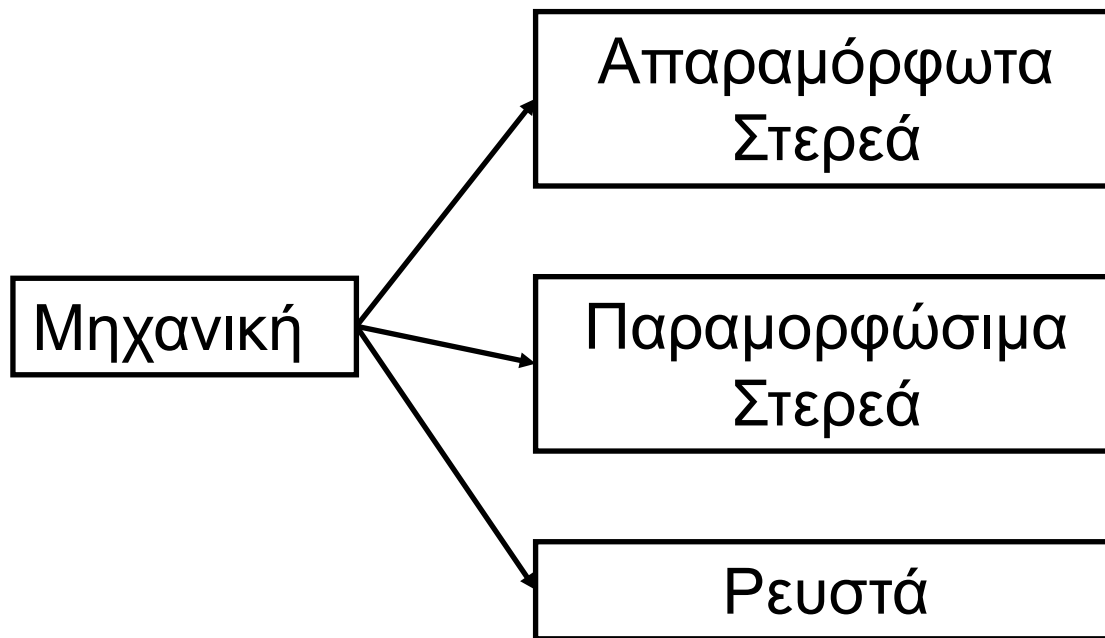 Απαραμόρφωτα
Στερεά
Μηχανική
Παραμορφώσιμα
Στερεά
Ρευστά